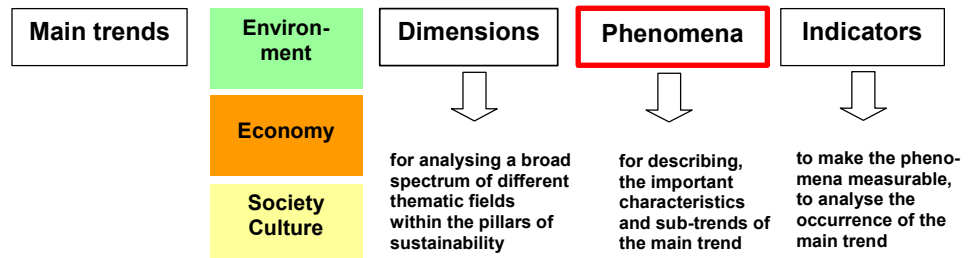 Main trends
Environ-
ment
Economy
Society
Culture
Dimensions
for analysing a broad
spectrum of different
thematic fields
within the pillars of
sustainability
Phenomena
for describing,
the important
characteristics
and sub-trends of
the main trend
Indicators
to make the pheno-
mena measurable,
to analyse the
occurrence of the
main trend